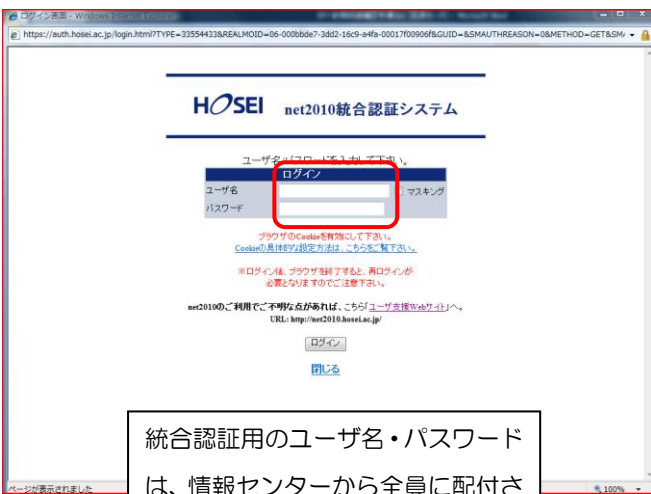 ログイン画面 - Windows Internet Explorer
https://auth.hosei.ac.jp/login.html?TYPE=33554433&REALMOID=06-000bbde7-3dd2-16c9-a4fa-00017f00906f&GUID=&SMAUTHREASON=0&METHOD=GET&SM
HOSEI net2010統合認証システム
ユーザ名・パスワードを入力して下さい。
ログイン
ユーザ名
マスキング
パスワード
ブラウザのCookieを有効にして下さい。
Cookieの具体的な設定方法は、こちらをご覧下さい。
※ログイン後、ブラウザを終了すると、再ログインが
必要となりますのでご注意下さい。
net2010のご利用でご不明な点があれば、こちら「ユーザ支援Webサイト」へ。
URL: http://net2010.hosei.ac.jp/
ログイン
閉じる
統合認証用のユーザ名・パスワード
は、情報センターから全員に配付さ
ページが表示されました
100%